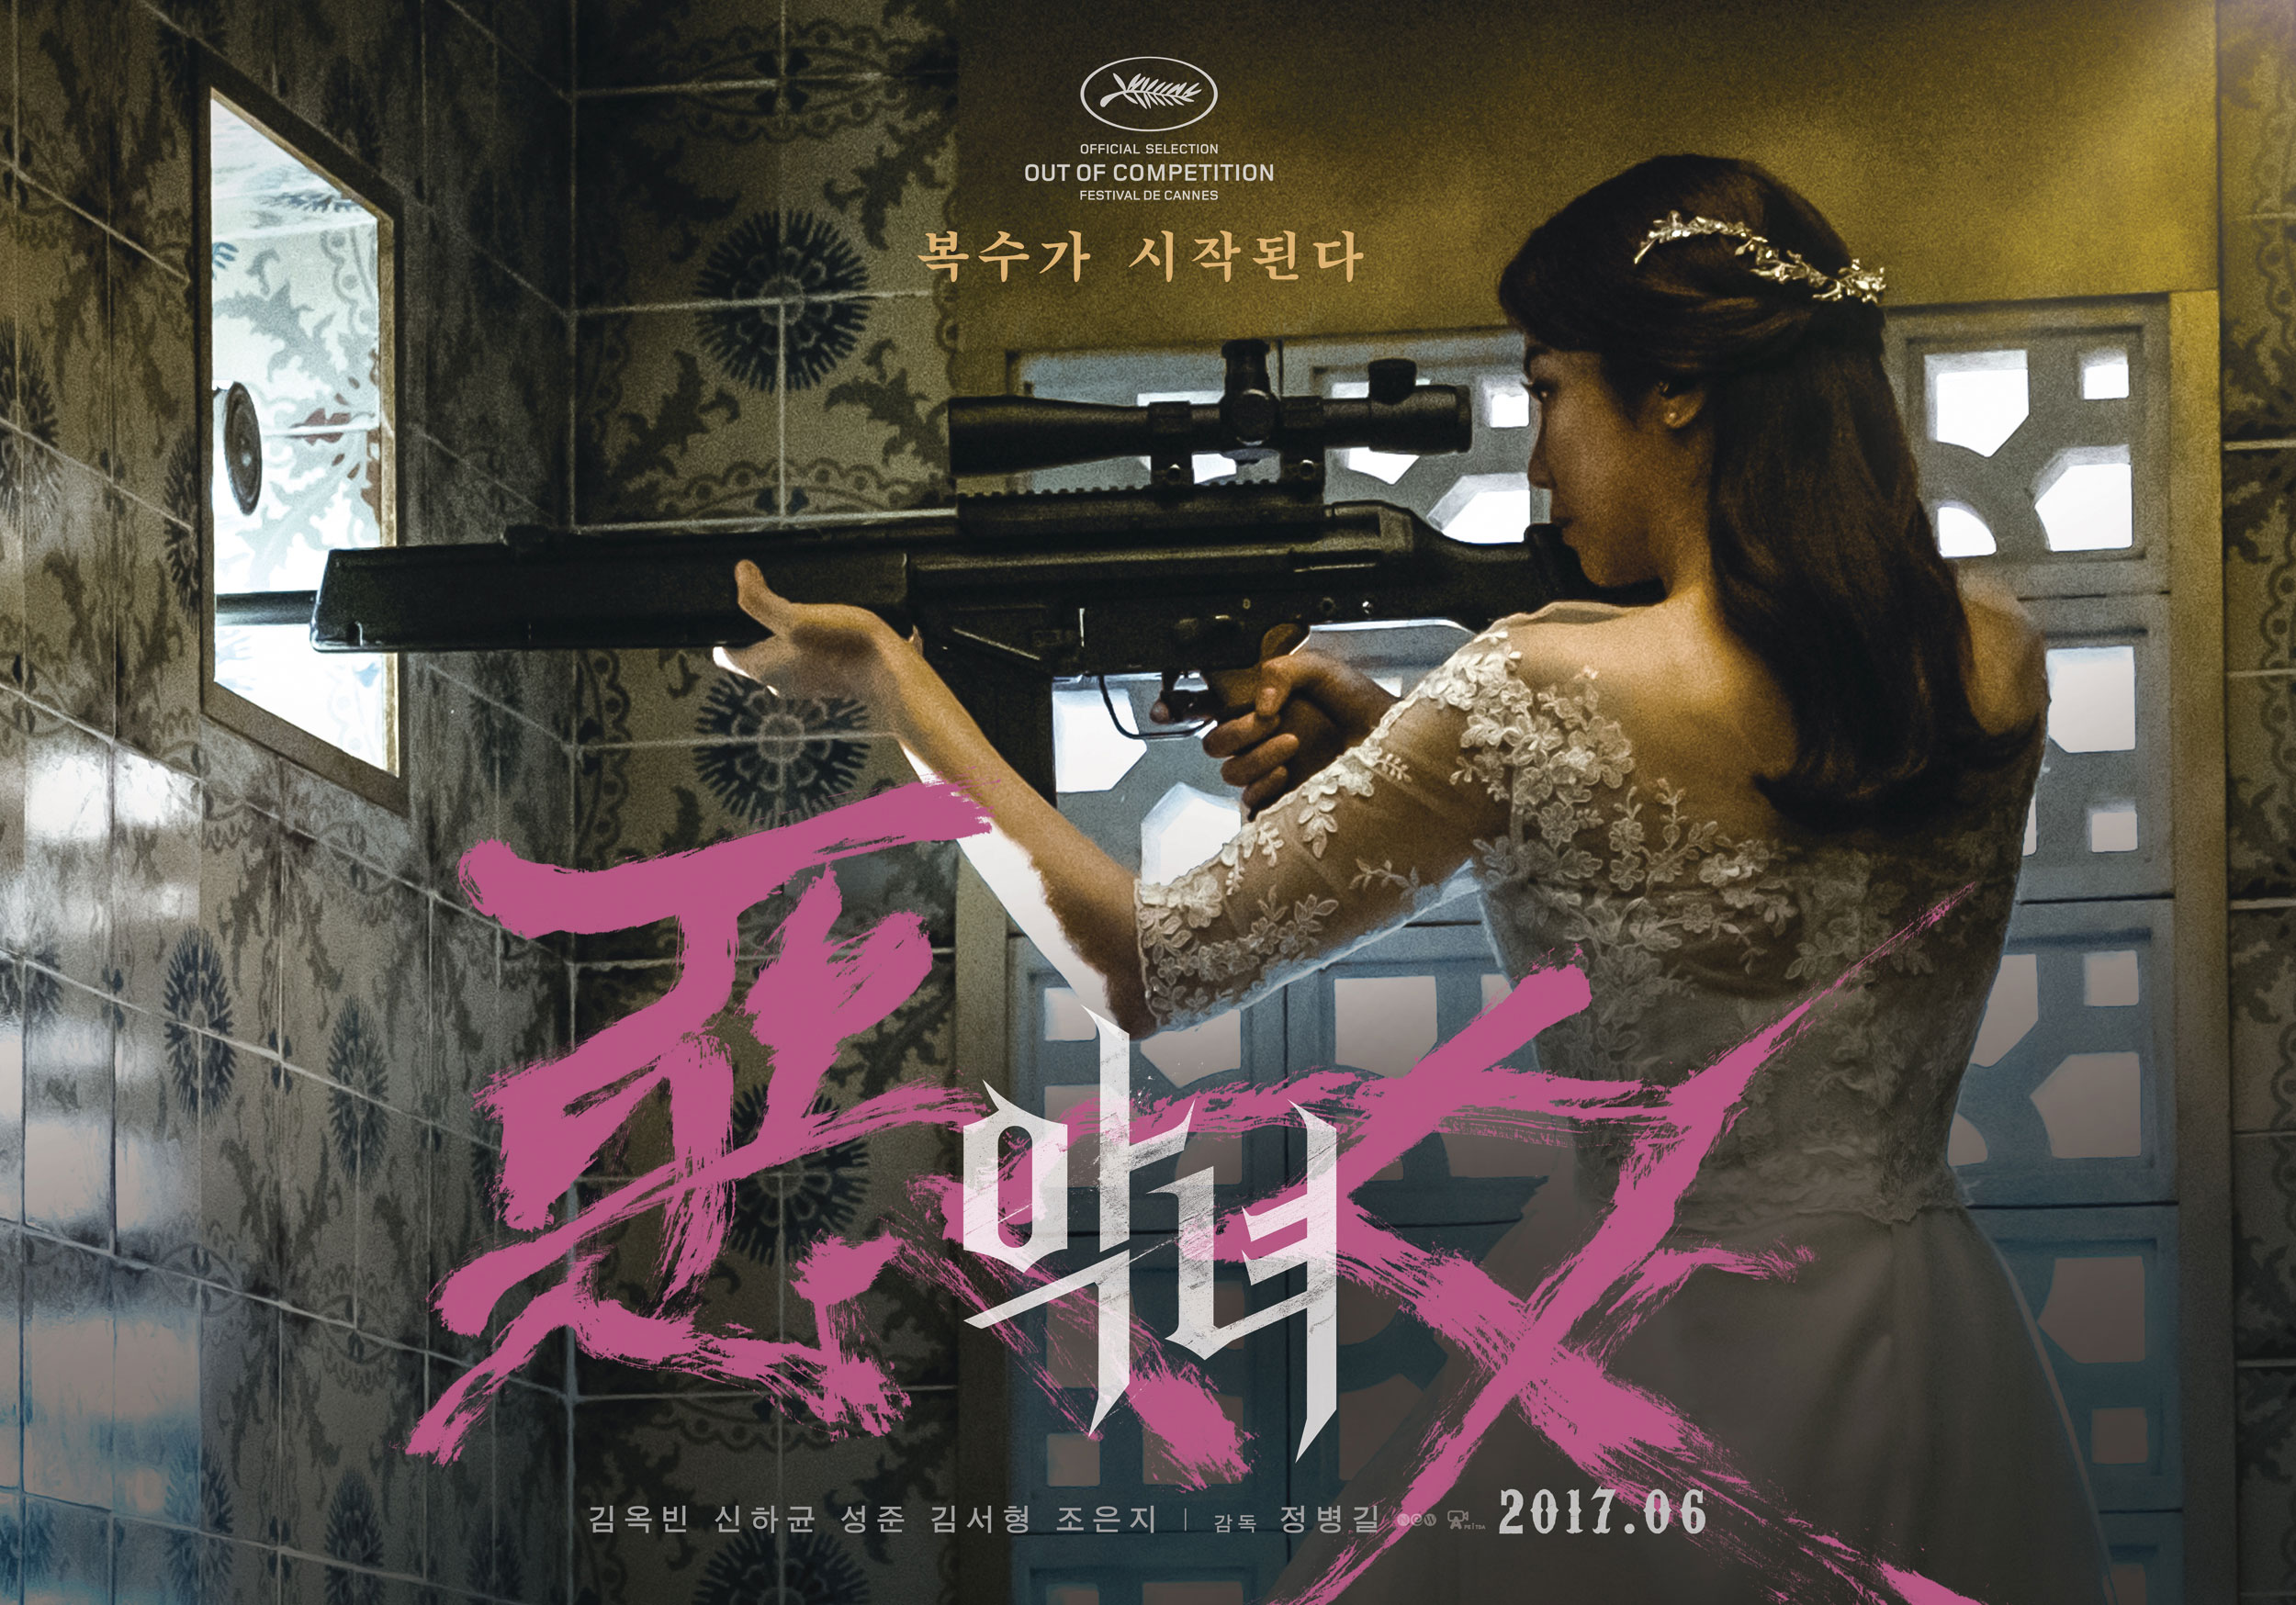 OFFICIAL SELECTION
OUT OF COMPETITION
FESTIVAL DE CANNES
복수가 시작된다
惡女
악녀
김옥빈 신하균 성준 김서형 조은지 | 감독 정병길 2017.06